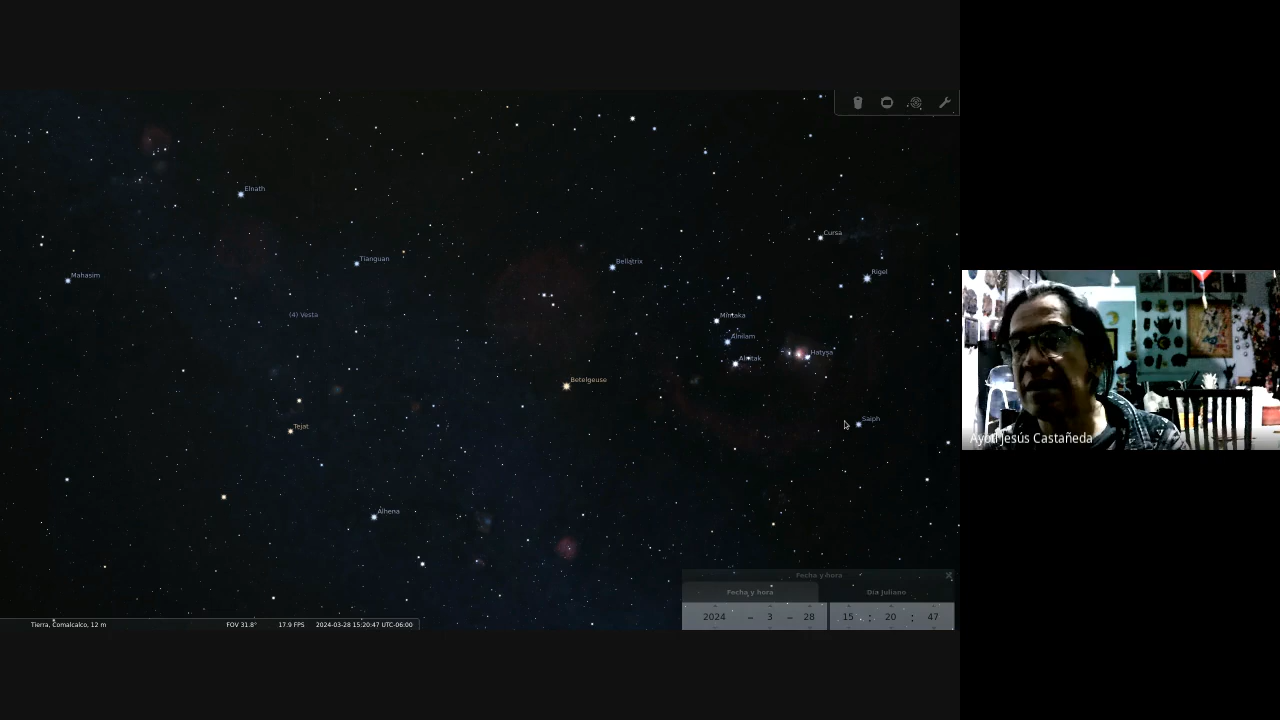 Elnath
Cursa
Tianguan
Bellatrix
Rigel
Mahasim
(4) Vesta
Mintaka
Alnilam
Hatysa
Alnitak
Betelgeuse
Saiph
Tejat
Ayotl Jesús Castañeda
Alhena
Fecha y hora
Fecha y hora
Día Juliano
2024 - 3 - 28
15 : 20 : 47
Tierra, Comalcalco, 12 m
FOV 31.8°
17.9 FPS
2024-03-28 15:20:47 UTC-06:00